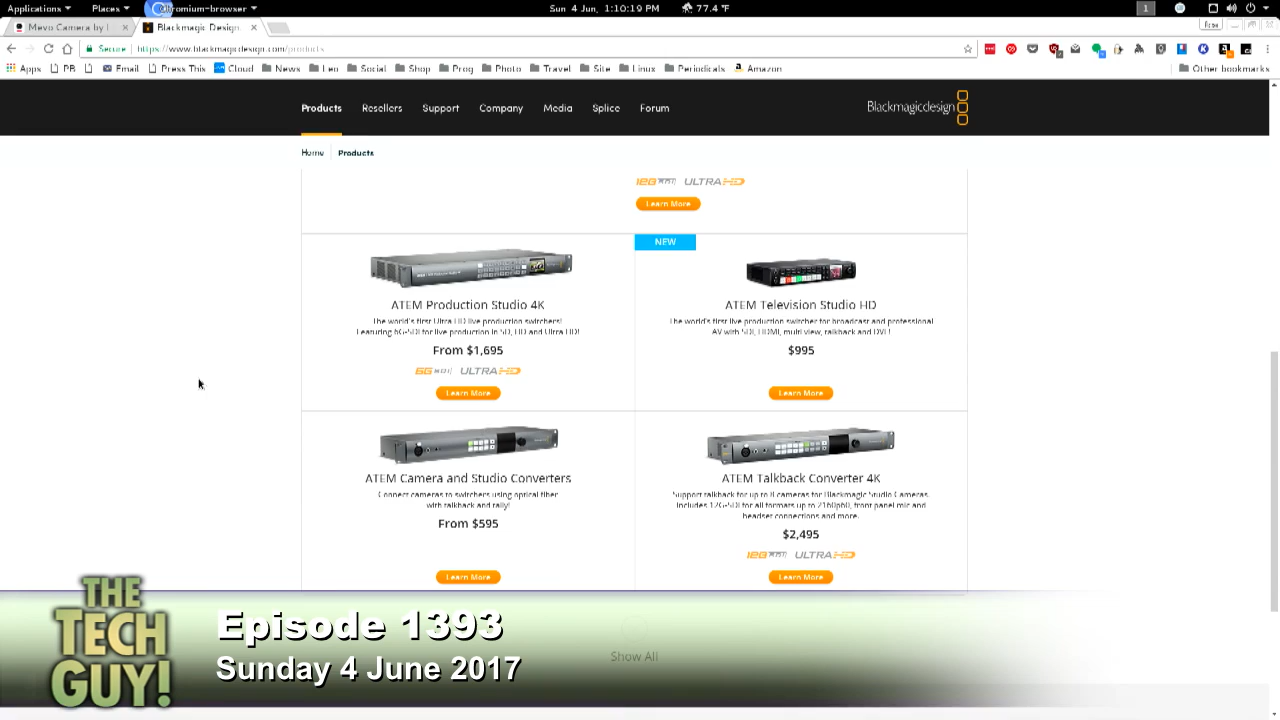 Applications
Places
Chromium-browser
Sun 4 Jun, 1:10:19 PM
77.4 °F
1
Mevo Camera by
Blackmagic Design
Secure
https://www.blackmagicdesign.com/products
Apps
PB
Email
Press This
Cloud
News
Leo
Social
Shop
Prog
Photo
Travel
Site
Linux
Periodicals
Amazon
Other bookmarks
Products
Resellers
Support
Company
Media
Splice
Forum
Blackmagicdesign
Home
Products
12G ULTRA HD
Learn More
NEW
ATEM Production Studio 4K
The world's first Ultra HD live production switchers!
Featuring 6G-SDI for live production in SD, HD and Ultra HD!
From $1,695
6G ULTRA HD
Learn More
ATEM Television Studio HD
The world's first live production switcher for broadcast and professional
AV with SDI, HDMI, multi view, talkback and DVE!
$995
Learn More
ATEM Camera and Studio Converters
Connect cameras to switchers using optical fiber
with talkback and tally!
From $595
Learn More
ATEM Talkback Converter 4K
Support talkback for up to 8 cameras for Blackmagic Studio Cameras.
Includes 12G-SDI for all formats up to 2160p60, front panel mic and
headset connections and more.
$2,495
12G ULTRA HD
Learn More
Show All
THE
TECH
GUY!
Episode 1393
Sunday 4 June 2017